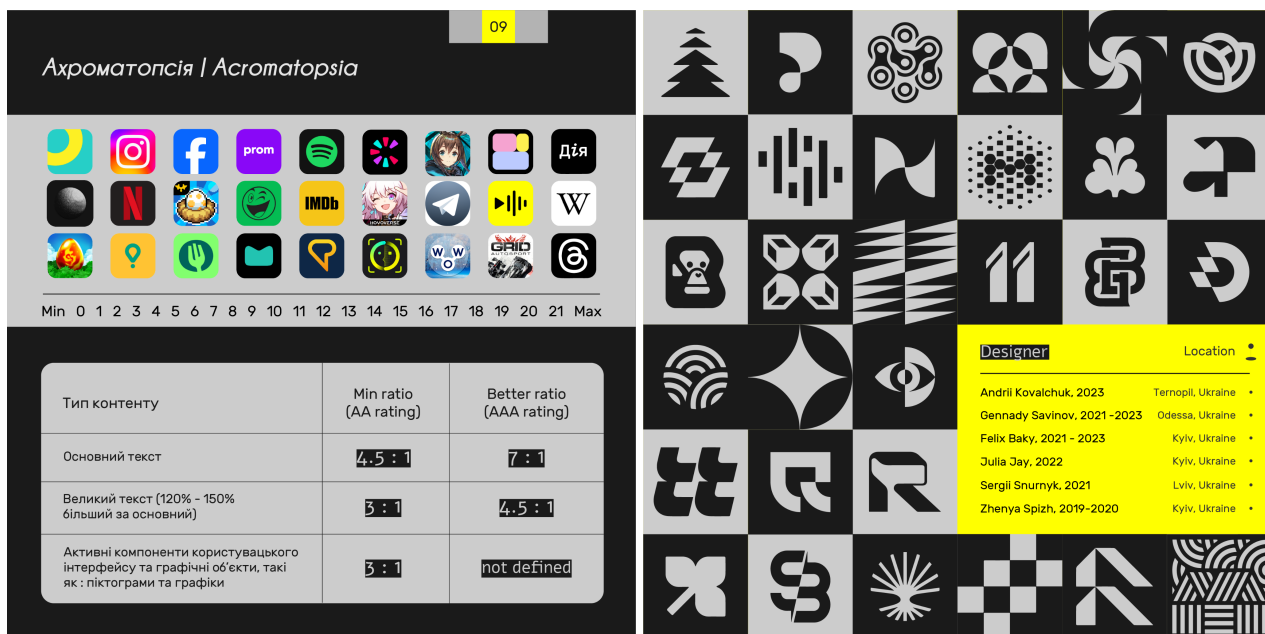 09
Ахроматопсія | Acromatopsia
prom
Дія
N
IMDb
HOYOVERSE
W
W W
O
GRID
AUTOSPORT
Min 0 1 2 3 4 5 6 7 8 9 10 11 12 13 14 15 16 17 18 19 20 21 Max
Тип контенту
Min ratio
(AA rating)
Better ratio
(AAA rating)
Основний текст
4.5 : 1
7 : 1
Великий текст (120% - 150%
більший за основний)
3 : 1
4.5 : 1
Активні компоненти користувацького
інтерфейсу та графічні об'єкти, такі
як : піктограми та графіки
3 : 1
not defined
Designer
Location
Andrii Kovalchuk, 2023
Ternopil, Ukraine
Gennady Savinov, 2021 -2023
Odessa, Ukraine
Felix Baky, 2021 - 2023
Kyiv, Ukraine
Julia Jay, 2022
Kyiv, Ukraine
Sergii Snurnyk, 2021
Lviv, Ukraine
Zhenya Spizh, 2019-2020
Kyiv, Ukraine